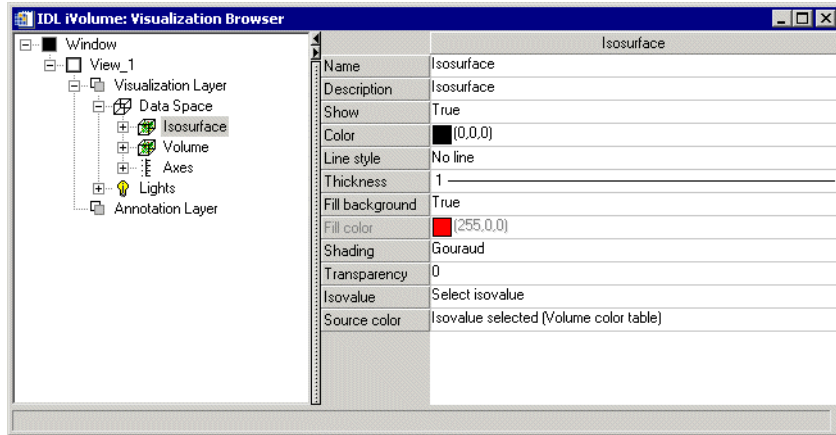 IDL iVolume: Visualization Browser
Window
View_1
Visualization Layer
Data Space
Isosurface
Volume
Axes
Lights
Annotation Layer
Isosurface
Name Isosurface
Description Isosurface
Show True
Color (0,0,0)
Line style No line
Thickness 1
Fill background True
Fill color (255,0,0)
Shading Gouraud
Transparency 0
Isovalue Select isovalue
Source color Isovalue selected (Volume color table)